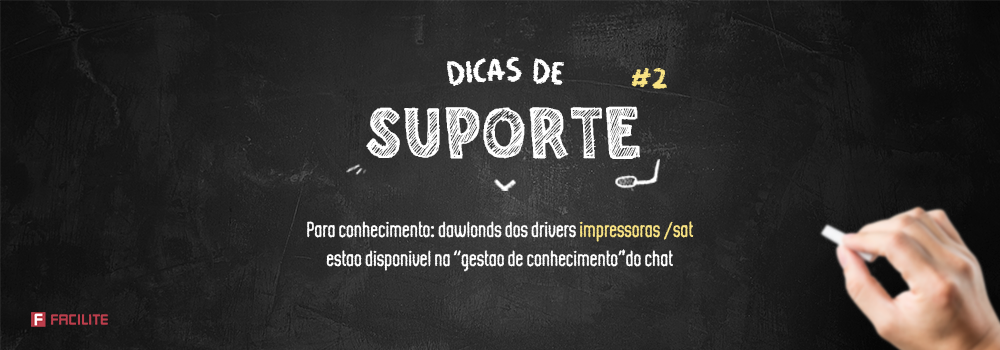 DICAS DE
#2
SUPORTE
Para conhecimento: dawlonds dos drivers impressoras /sat
estao disponivel na “gestao de conhecimento”do chat
F FACILITE